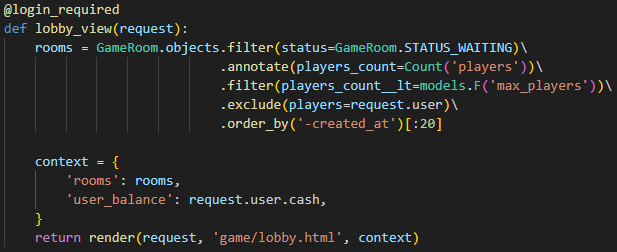 @login_required
def lobby_view(request):
    rooms = GameRoom.objects.filter(status=GameRoom.STATUS_WAITING)\
                            .annotate(players_count=Count('players'))\
                            .filter(players_count__lt=models.F('max_players'))\
                            .exclude(players=request.user)\
                            .order_by('-created_at')[:20]

    context = {
        'rooms': rooms,
        'user_balance': request.user.cash,
    }
    return render(request, 'game/lobby.html', context)